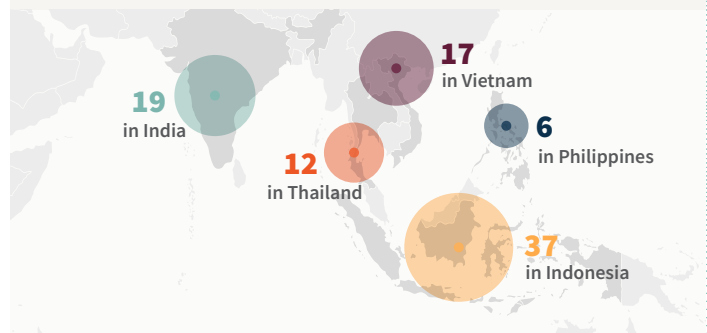 17
in Vietnam
19
in India
6
in Philippines
12
in Thailand
37
in Indonesia